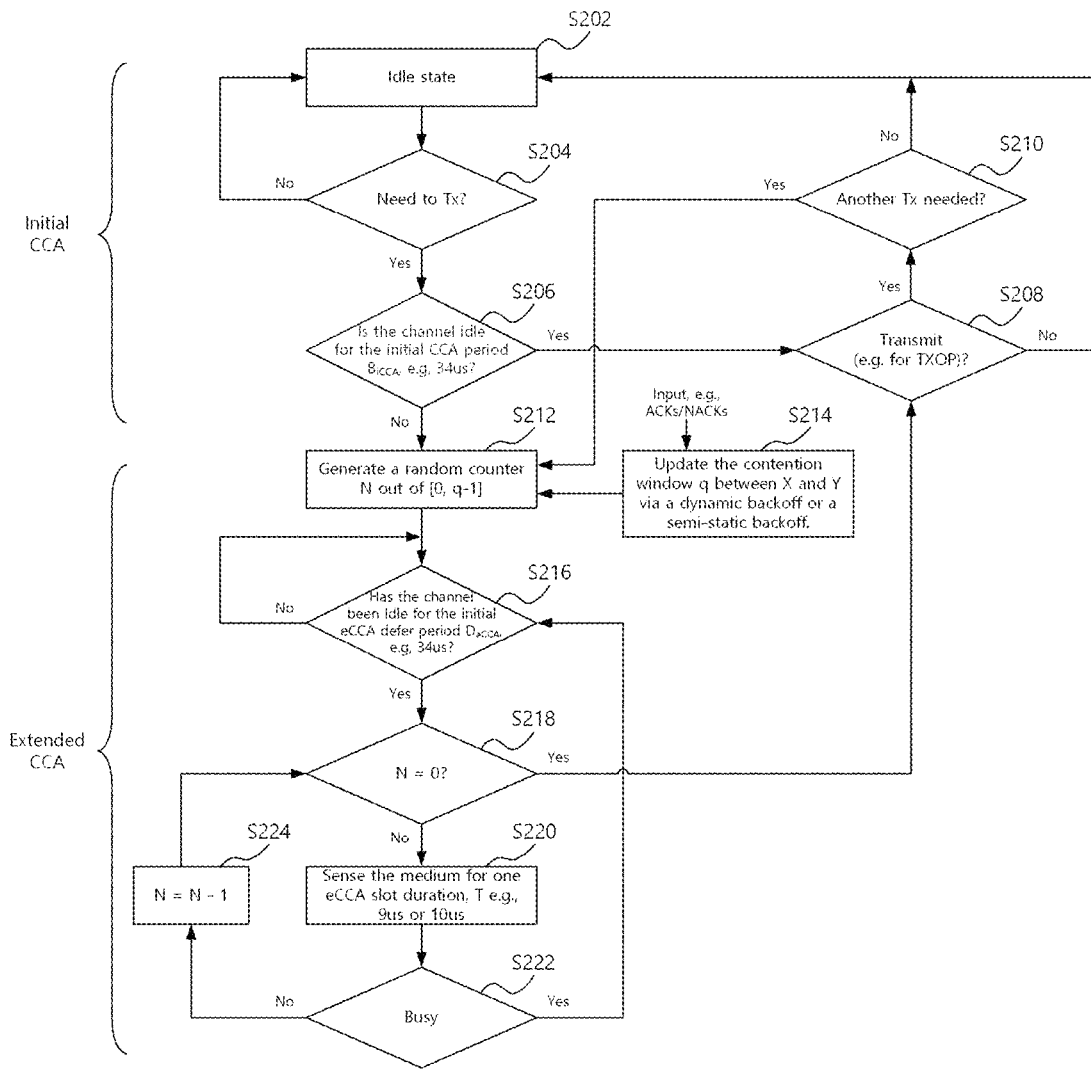 S202
Idle state
S204
Need to Tx?
No
Yes
S210
Another Tx needed?
No
Yes
Initial
CCA
S206
Is the channel idle
for the initial CCA period
BiCCA, e.g, 34us?
Yes
No
S208
Transmit
(e.g. for TXOP)?
Yes
No
S212
Generate a random counter
N out of [0, q-1]
Input, e.g.,
ACKs/NACKs
S214
Update the contention
window q between X and Y
via a dynamic backoff or a
semi-static backoff.
S216
Has the channel
been idle for the initial
eCCA defer period DeCCA,
e.g, 34us?
No
Yes
Extended
CCA
S218
N = 0?
Yes
No
S224
N = N - 1
S220
Sense the medium for one
eCCA slot duration, T e.g.,
9us or 10us
S222
Busy
No
Yes